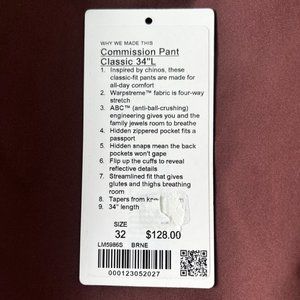 WHY WE MADE THIS
Commission Pant
Classic 34"L
1. Inspired by chinos, these
classic-fit pants are made for
all-day comfort
2. Warpstreme™ fabric is four-way
stretch
3. ABC™ (anti-ball-crushing)
engineering gives you and the
family jewels room to breathe
4. Hidden zippered pocket fits a
passport
5. Hidden snaps mean the back
pockets won't gape
6. Flip up the cuffs to reveal
reflective details
7. Streamlined fit that gives
glutes and thighs breathing
room
8. Tapers from
9. 34" length
SIZE
32 $128.00
LM5986S BRNE
000123052027